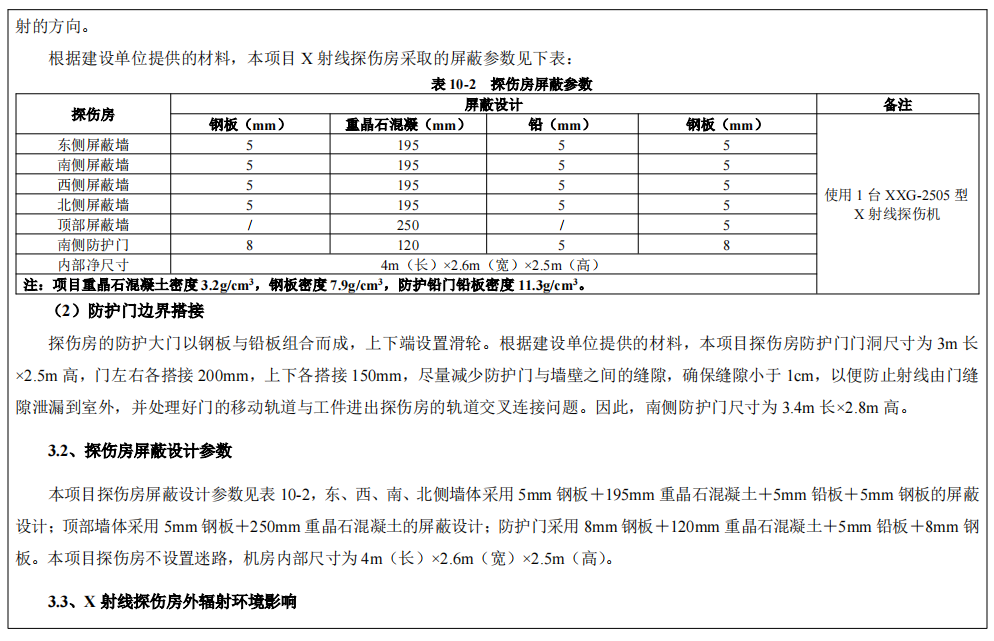 射的方向。
根据建设单位提供的材料，本项目 X 射线探伤房采取的屏蔽参数见下表：
表 10-2 探伤房屏蔽参数
探伤房 屏蔽设计 备注
钢板（mm） 重晶石混凝（mm） 铅（mm） 钢板（mm）
东侧屏蔽墙 5 195 5 5
南侧屏蔽墙 5 195 5 5
西侧屏蔽墙 5 195 5 5
北侧屏蔽墙 5 195 5 5
顶部屏蔽墙 / 250 / 5
南侧防护门 8 120 5 8
内部净尺寸 4m（长）×2.6m（宽）×2.5m（高）
使用 1 台 XXG-2505 型
X 射线探伤机
注：项目重晶石混凝土密度 3.2g/cm³，钢板密度 7.9g/cm³，防护铅门铅板密度 11.3g/cm³。
（2）防护门边界搭接
探伤房的防护大门以钢板与铅板组合而成，上下端设置滑轮。根据建设单位提供的材料，本项目探伤房防护门门洞尺寸为 3m 长
×2.5m 高，门左右各搭接 200mm，上下各搭接 150mm，尽量减少防护门与墙壁之间的缝隙，确保缝隙小于 1cm，以便防止射线由门缝
隙泄漏到室外，并处理好门的移动轨道与工件进出探伤房的轨道交叉连接问题。因此，南侧防护门尺寸为 3.4m 长×2.8m 高。
3.2、探伤房屏蔽设计参数
本项目探伤房屏蔽设计参数见表 10-2，东、西、南、北侧墙体采用 5mm 钢板＋195mm 重晶石混凝土＋5mm 铅板＋5mm 钢板的屏蔽
设计；顶部墙体采用 5mm 钢板＋250mm 重晶石混凝土的屏蔽设计；防护门采用 8mm 钢板＋120mm 重晶石混凝土＋5mm 铅板＋8mm 钢
板。本项目探伤房不设置迷路，机房内部尺寸为 4m（长）×2.6m（宽）×2.5m（高）。
3.3、X 射线探伤房外辐射环境影响